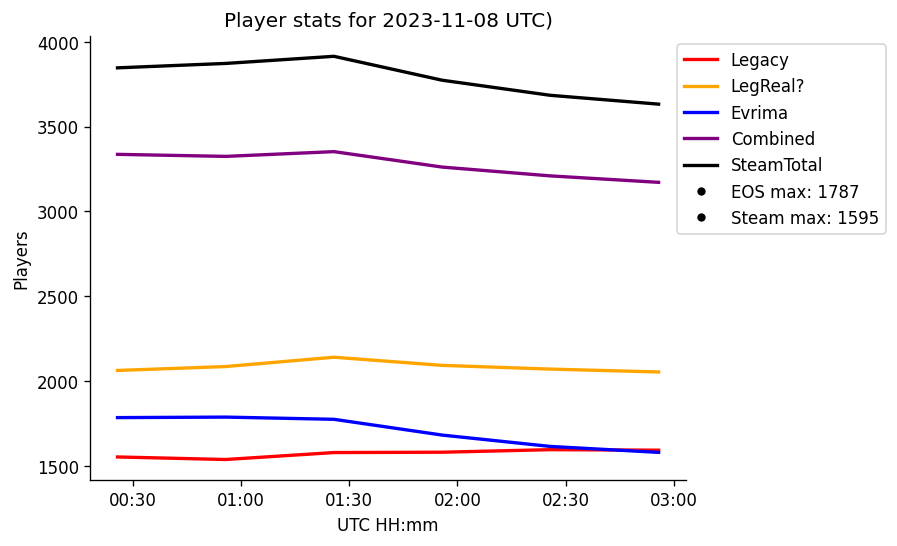 Player stats for 2023-11-08 UTC)
4000
3500
3000
2500
2000
1500
Players
00:30 01:00 01:30 02:00 02:30 03:00
UTC HH:mm
Legacy
LegReal?
Evrima
Combined
SteamTotal
EOS max: 1787
Steam max: 1595